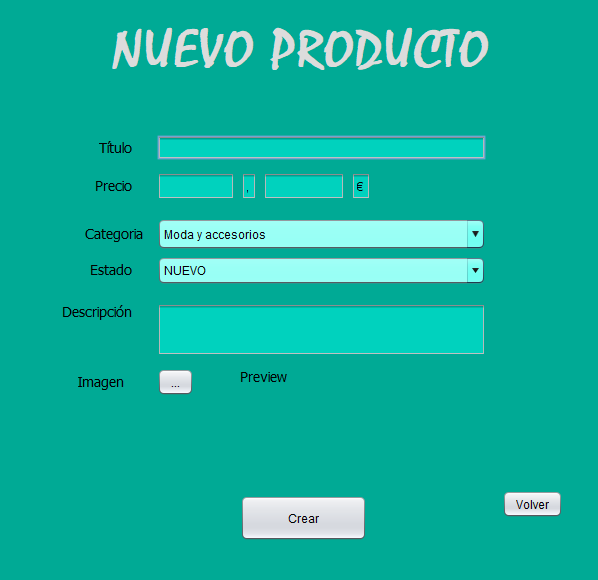 NUEVO PRODUCTO
Título
Precio , €
Categoria Moda y accesorios
Estado NUEVO
Descripción
Imagen ... Preview
Crear
Volver